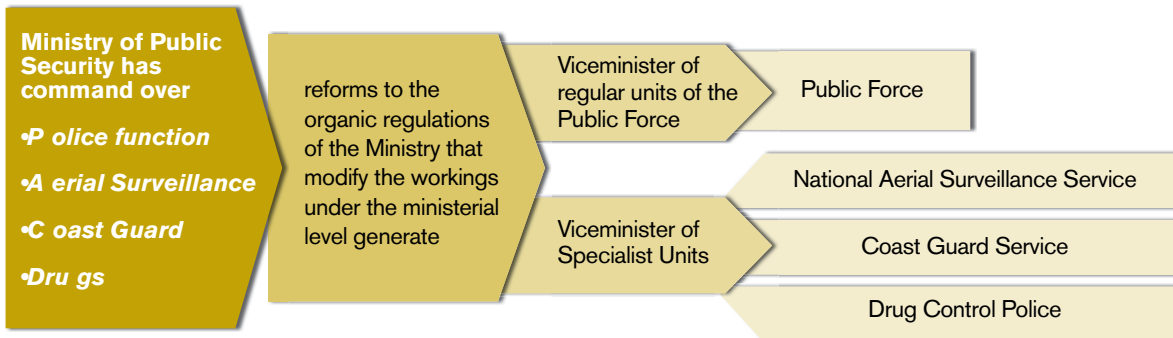 Ministry of Public
Security has
command over
•P olice function
•A erial Surveillance
•C oast Guard
•Dru gs
reforms to the
organic regulations
of the Ministry that
modify the workings
under the ministerial
level generate
Viceminister of
regular units of the
Public Force
Public Force
Viceminister of
Specialist Units
National Aerial Surveillance Service
Coast Guard Service
Drug Control Police